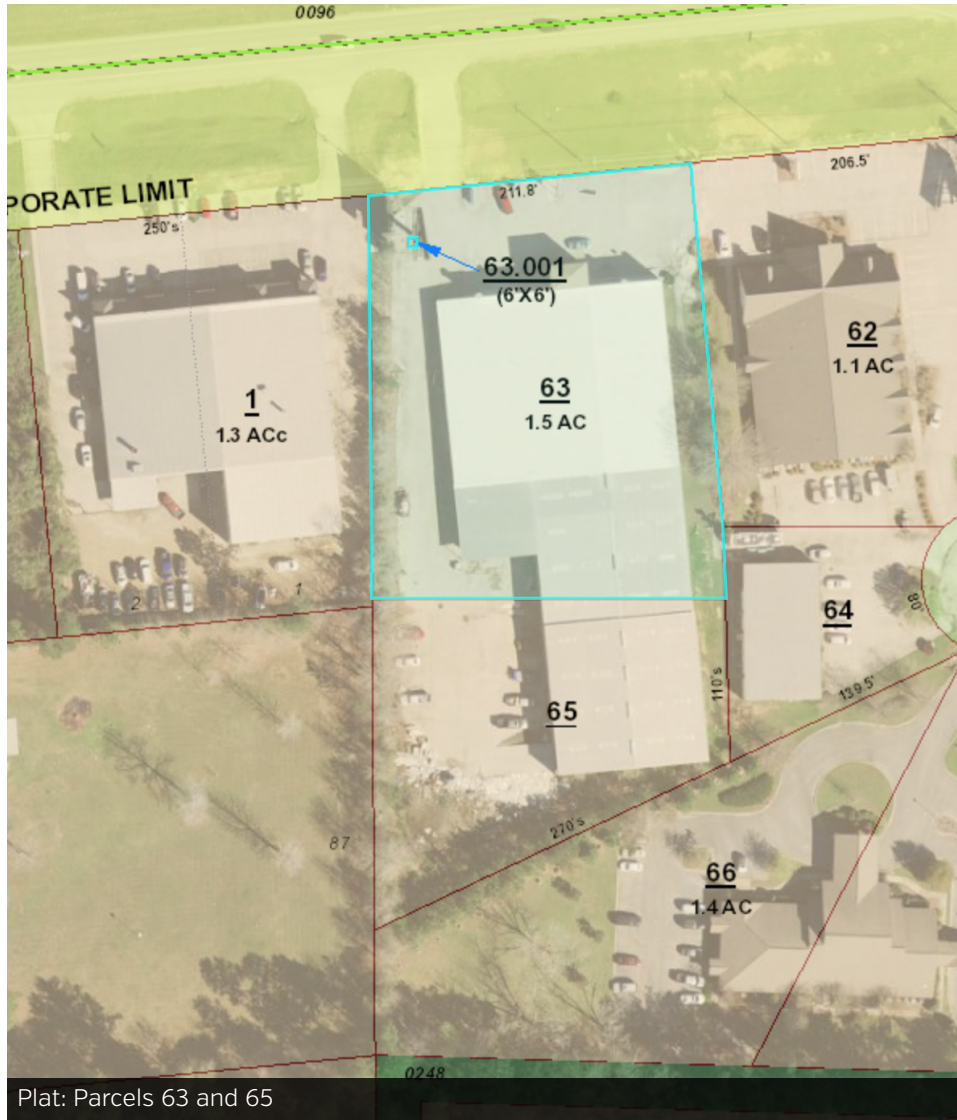 0096
PORATE LIMIT
250's
211.8'
206.5'
63.001
(6'X6')
62
1.1 AC
63
1.5 AC
1
1.3 ACc
2
1
64
80'
110's
139.5'
65
270's
87
66
1.4 AC
0248
Plat: Parcels 63 and 65